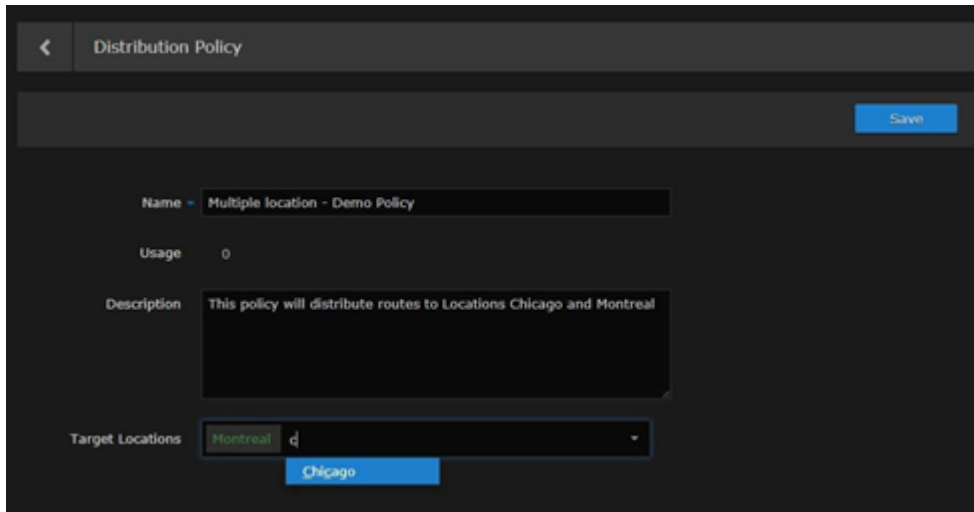 Distribution Policy
Save
Name Multiple location - Demo Policy
Usage 0
Description This policy will distribute routes to Locations Chicago and Montreal
Target Locations Montreal c
Chicago